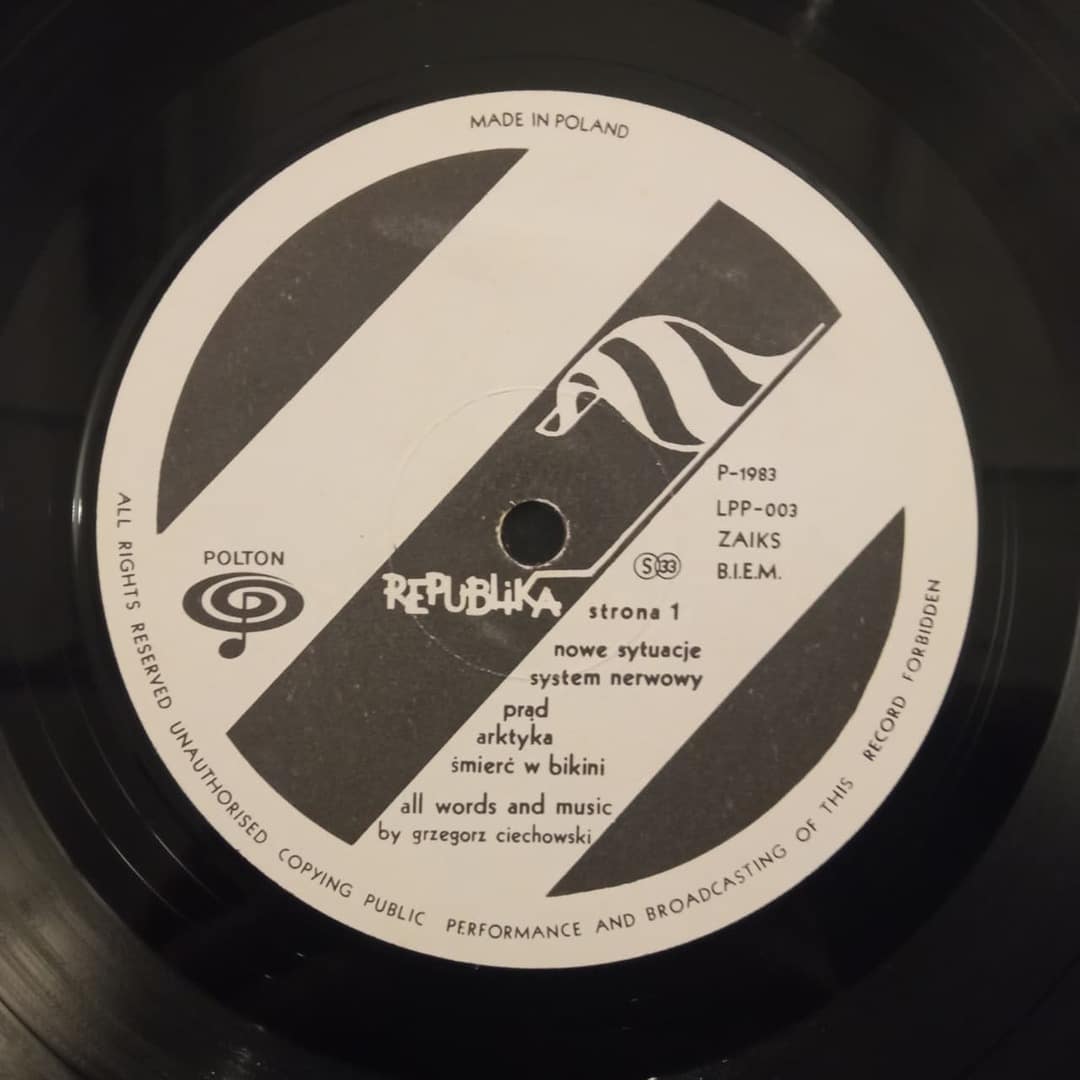 MADE IN POLAND
P-1983
LPP-003
ZAIKS
B.I.E.M.
POLTON
S 33
REPUBLiKA
strona 1
nowe sytuacje
system nerwowy
prąd
arktyka
śmierć w bikini
all words and music
by grzegorz ciechowski
ALL RIGHTS RESERVED UNAUTHORISED COPYING PUBLIC PERFORMANCE AND BROADCASTING OF THIS RECORD FORBIDDEN